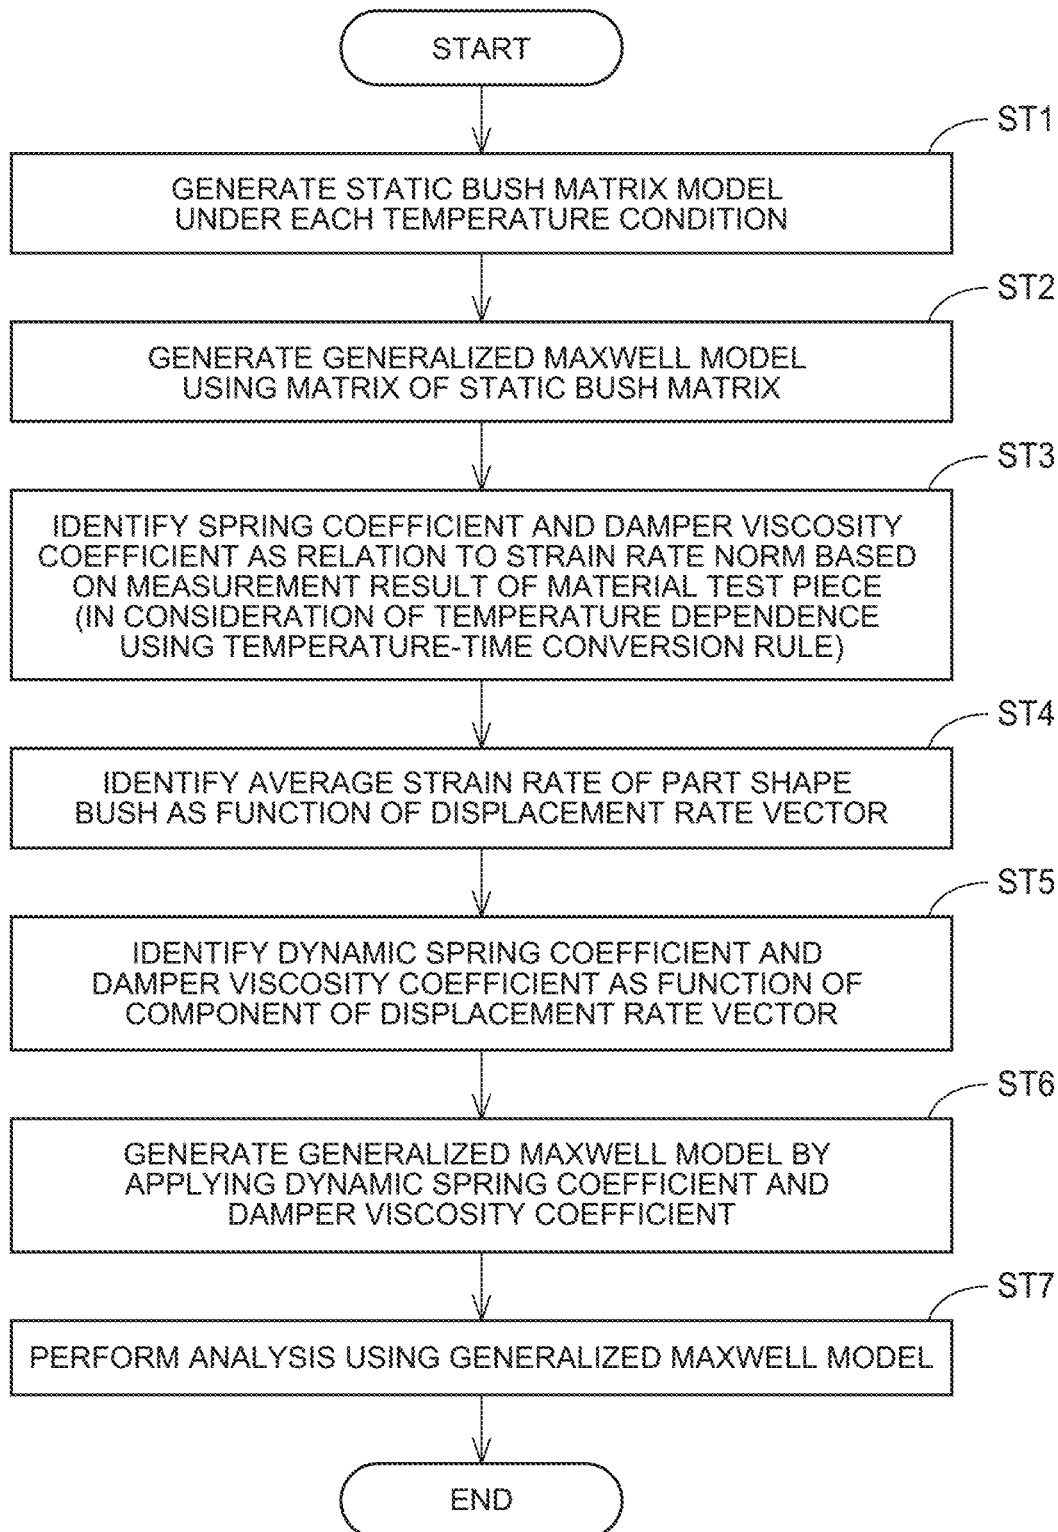 START
ST1
GENERATE STATIC BUSH MATRIX MODEL
UNDER EACH TEMPERATURE CONDITION
ST2
GENERATE GENERALIZED MAXWELL MODEL
USING MATRIX OF STATIC BUSH MATRIX
ST3
IDENTIFY SPRING COEFFICIENT AND DAMPER VISCOSITY
COEFFICIENT AS RELATION TO STRAIN RATE NORM BASED
ON MEASUREMENT RESULT OF MATERIAL TEST PIECE
(IN CONSIDERATION OF TEMPERATURE DEPENDENCE
USING TEMPERATURE-TIME CONVERSION RULE)
ST4
IDENTIFY AVERAGE STRAIN RATE OF PART SHAPE
BUSH AS FUNCTION OF DISPLACEMENT RATE VECTOR
ST5
IDENTIFY DYNAMIC SPRING COEFFICIENT AND
DAMPER VISCOSITY COEFFICIENT AS FUNCTION OF
COMPONENT OF DISPLACEMENT RATE VECTOR
ST6
GENERATE GENERALIZED MAXWELL MODEL BY
APPLYING DYNAMIC SPRING COEFFICIENT AND
DAMPER VISCOSITY COEFFICIENT
ST7
PERFORM ANALYSIS USING GENERALIZED MAXWELL MODEL
END